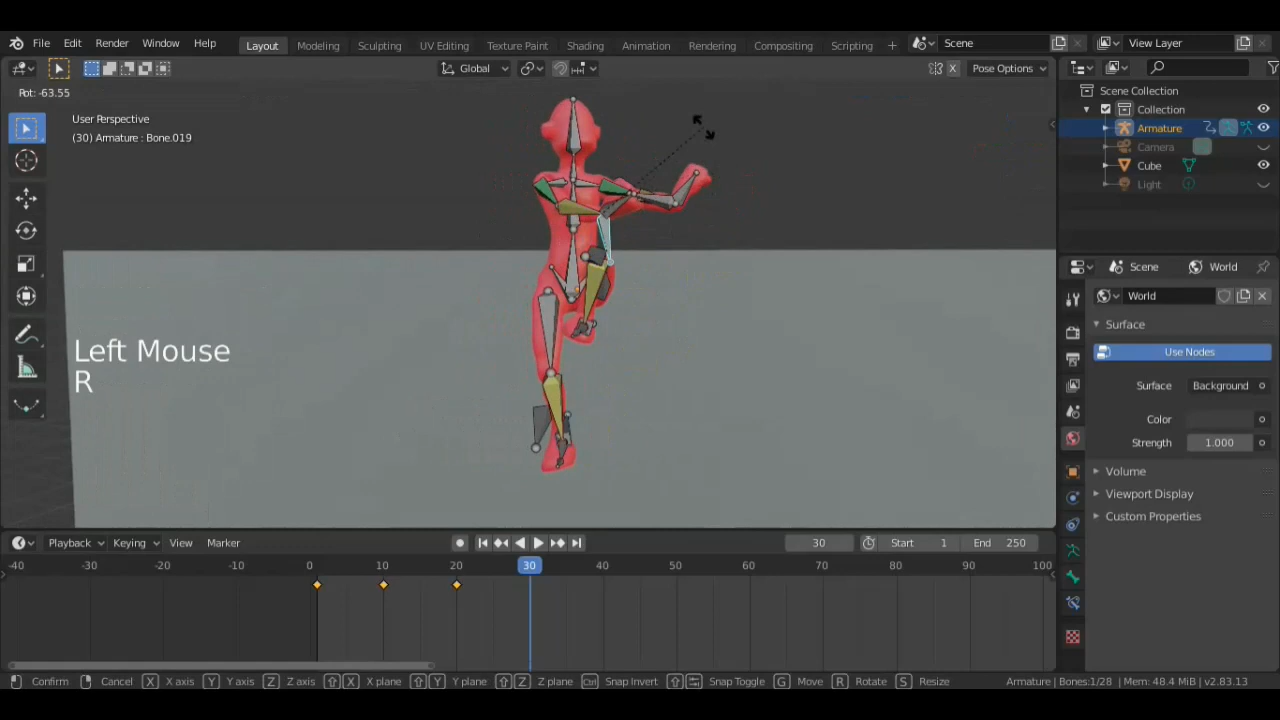 File Edit Render Window Help Layout Modeling Sculpting UV Editing Texture Paint Shading Animation Rendering Compositing Scripting + Scene View Layer
Global X Pose Options
Rot: -63.55
User Perspective
(30) Armature : Bone.019
Left Mouse
R
Scene Collection
Collection
Armature
Camera
Cube
Light
Scene World
World
Surface
Use Nodes
Surface Background
Color
Strength 1.000
Volume
Viewport Display
Custom Properties
Playback Keying View Marker 30 Start 1 End 250
-40 -30 -20 -10 0 10 20 30 40 50 60 70 80 90 100
Confirm Cancel X X axis Y Y axis Z Z axis X X plane Y Y plane Z Z plane Ctrl Snap Invert Snap Toggle G Move R Rotate S Resize Armature | Bones:1/28 | Mem: 48.4 MiB | v2.83.13